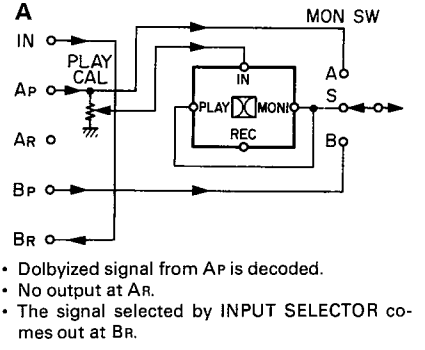 A
MON SW
IN
PLAY
CAL
AP
IN
A
PLAY
MONI
S
REC
AR
B
BP
BR
• Dolbyized signal from AP is decoded.
• No output at AR.
• The signal selected by INPUT SELECTOR co-
mes out at BR.